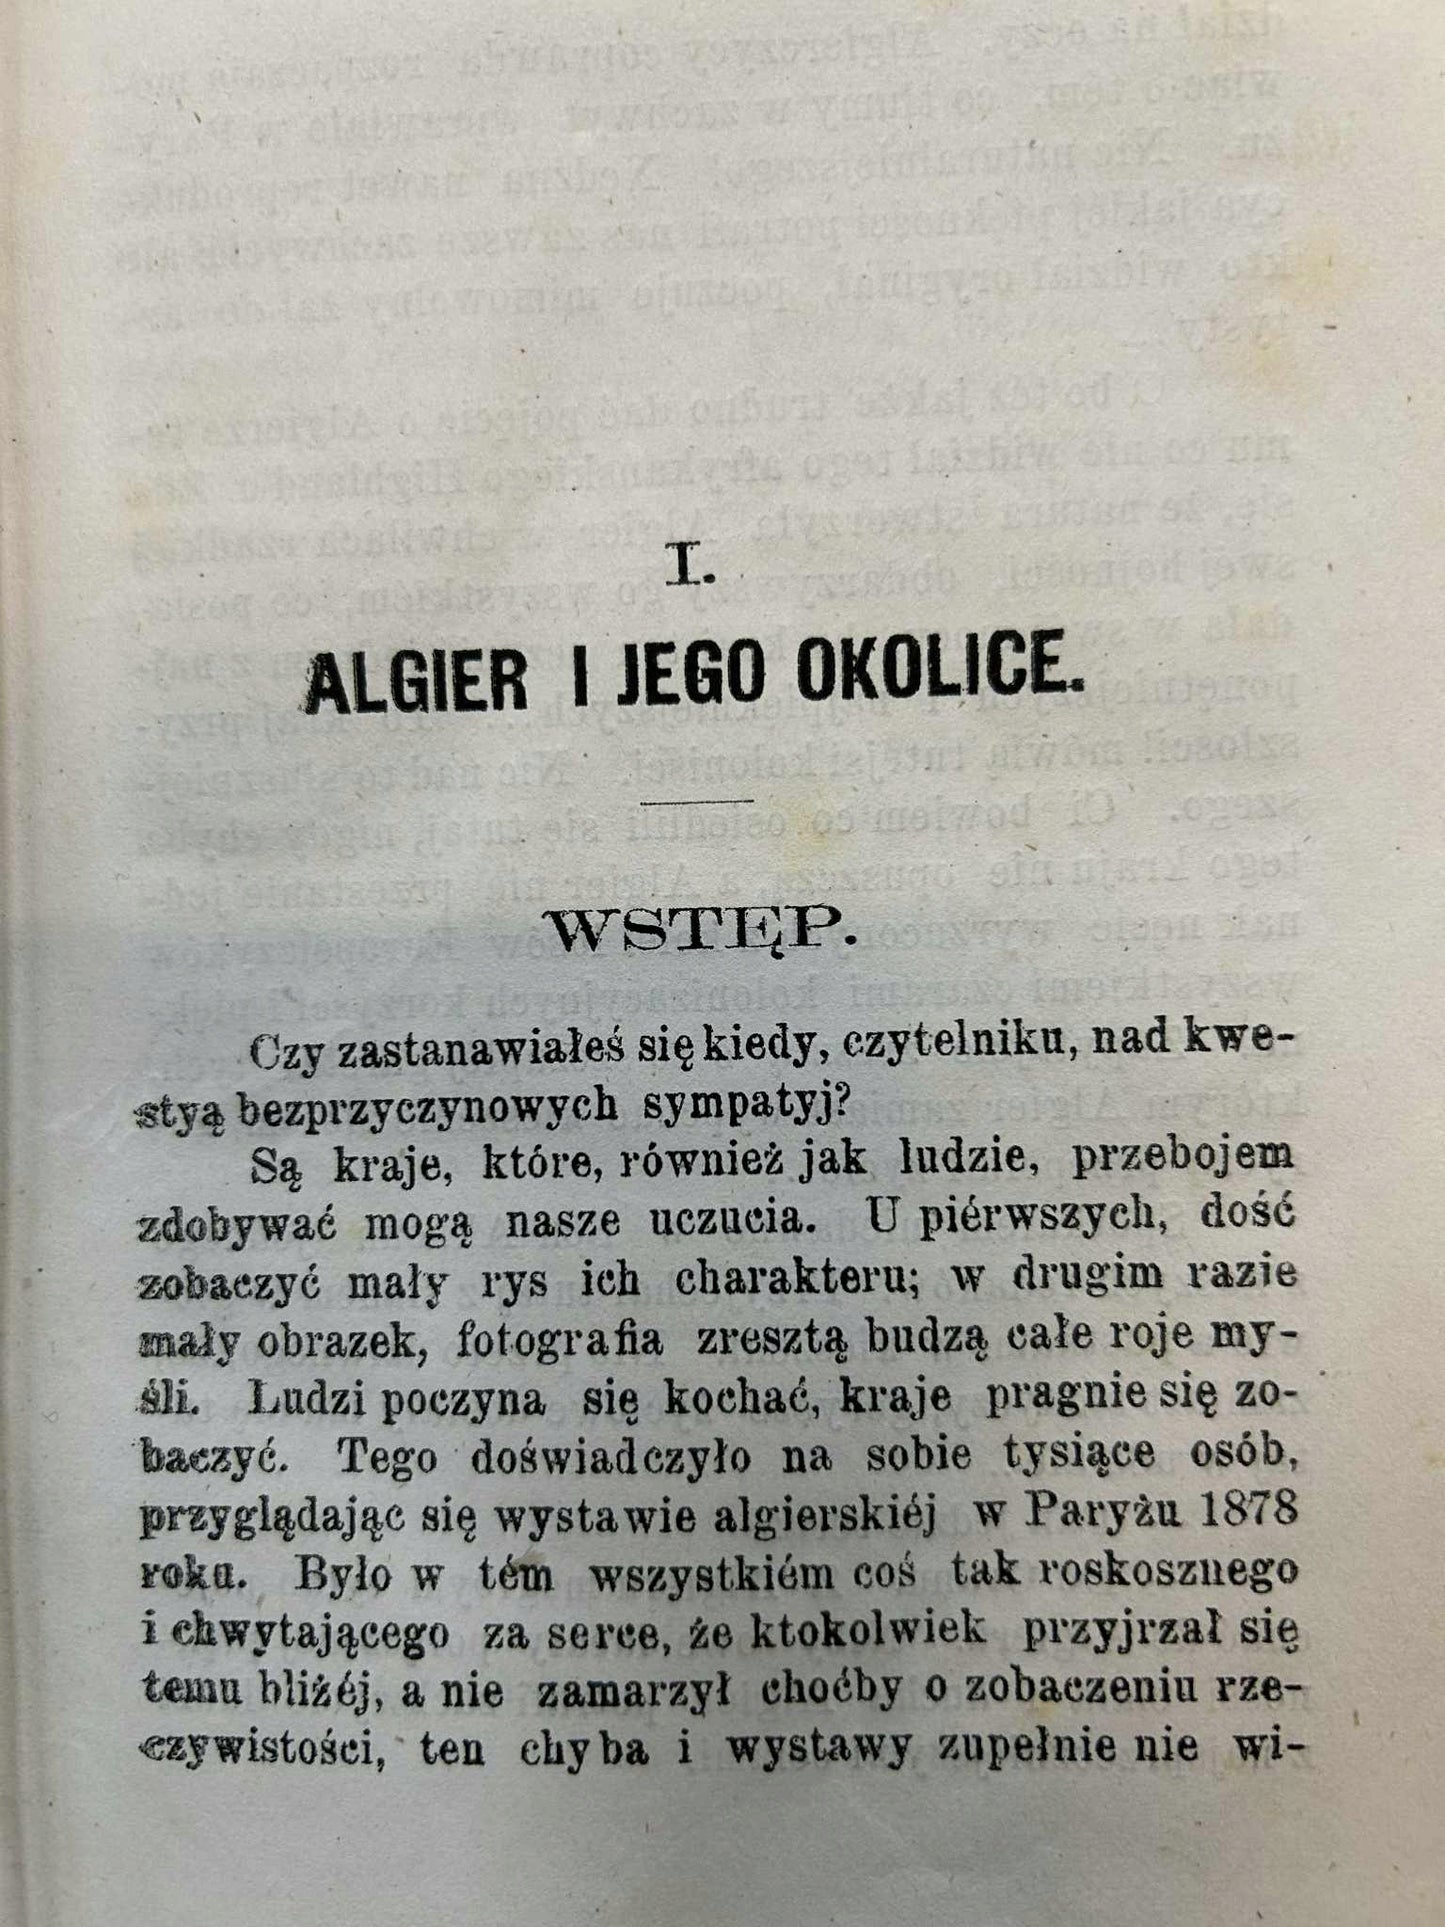 I.
ALGIER I JEGO OKOLICE.
WSTĘP.
Czy zastanawiałeś się kiedy, czytelniku, nad kwe-
styą bezprzyczynowych sympatyj?
Są kraje, które, również jak ludzie, przebojem
zdobywać mogą nasze uczucia. U piérwszych, dość
zobaczyć mały rys ich charakteru; w drugim razie
mały obrazek, fotografia zresztą budzą całe roje my-
śli. Ludzi poczyna się kochać, kraje pragnie się zo-
baczyć. Tego doświadczyło na sobie tysiące osób,
przyglądając się wystawie algierskiéj w Paryżu 1878
roku. Było w tém wszystkiém coś tak roskosznego
i chwytającego za serce, że ktokolwiek przyjrzał się
temu bliżéj, a nie zamarzył choćby o zobaczeniu rze-
czywistości, ten chyba i wystawy zupełnie nie wi-